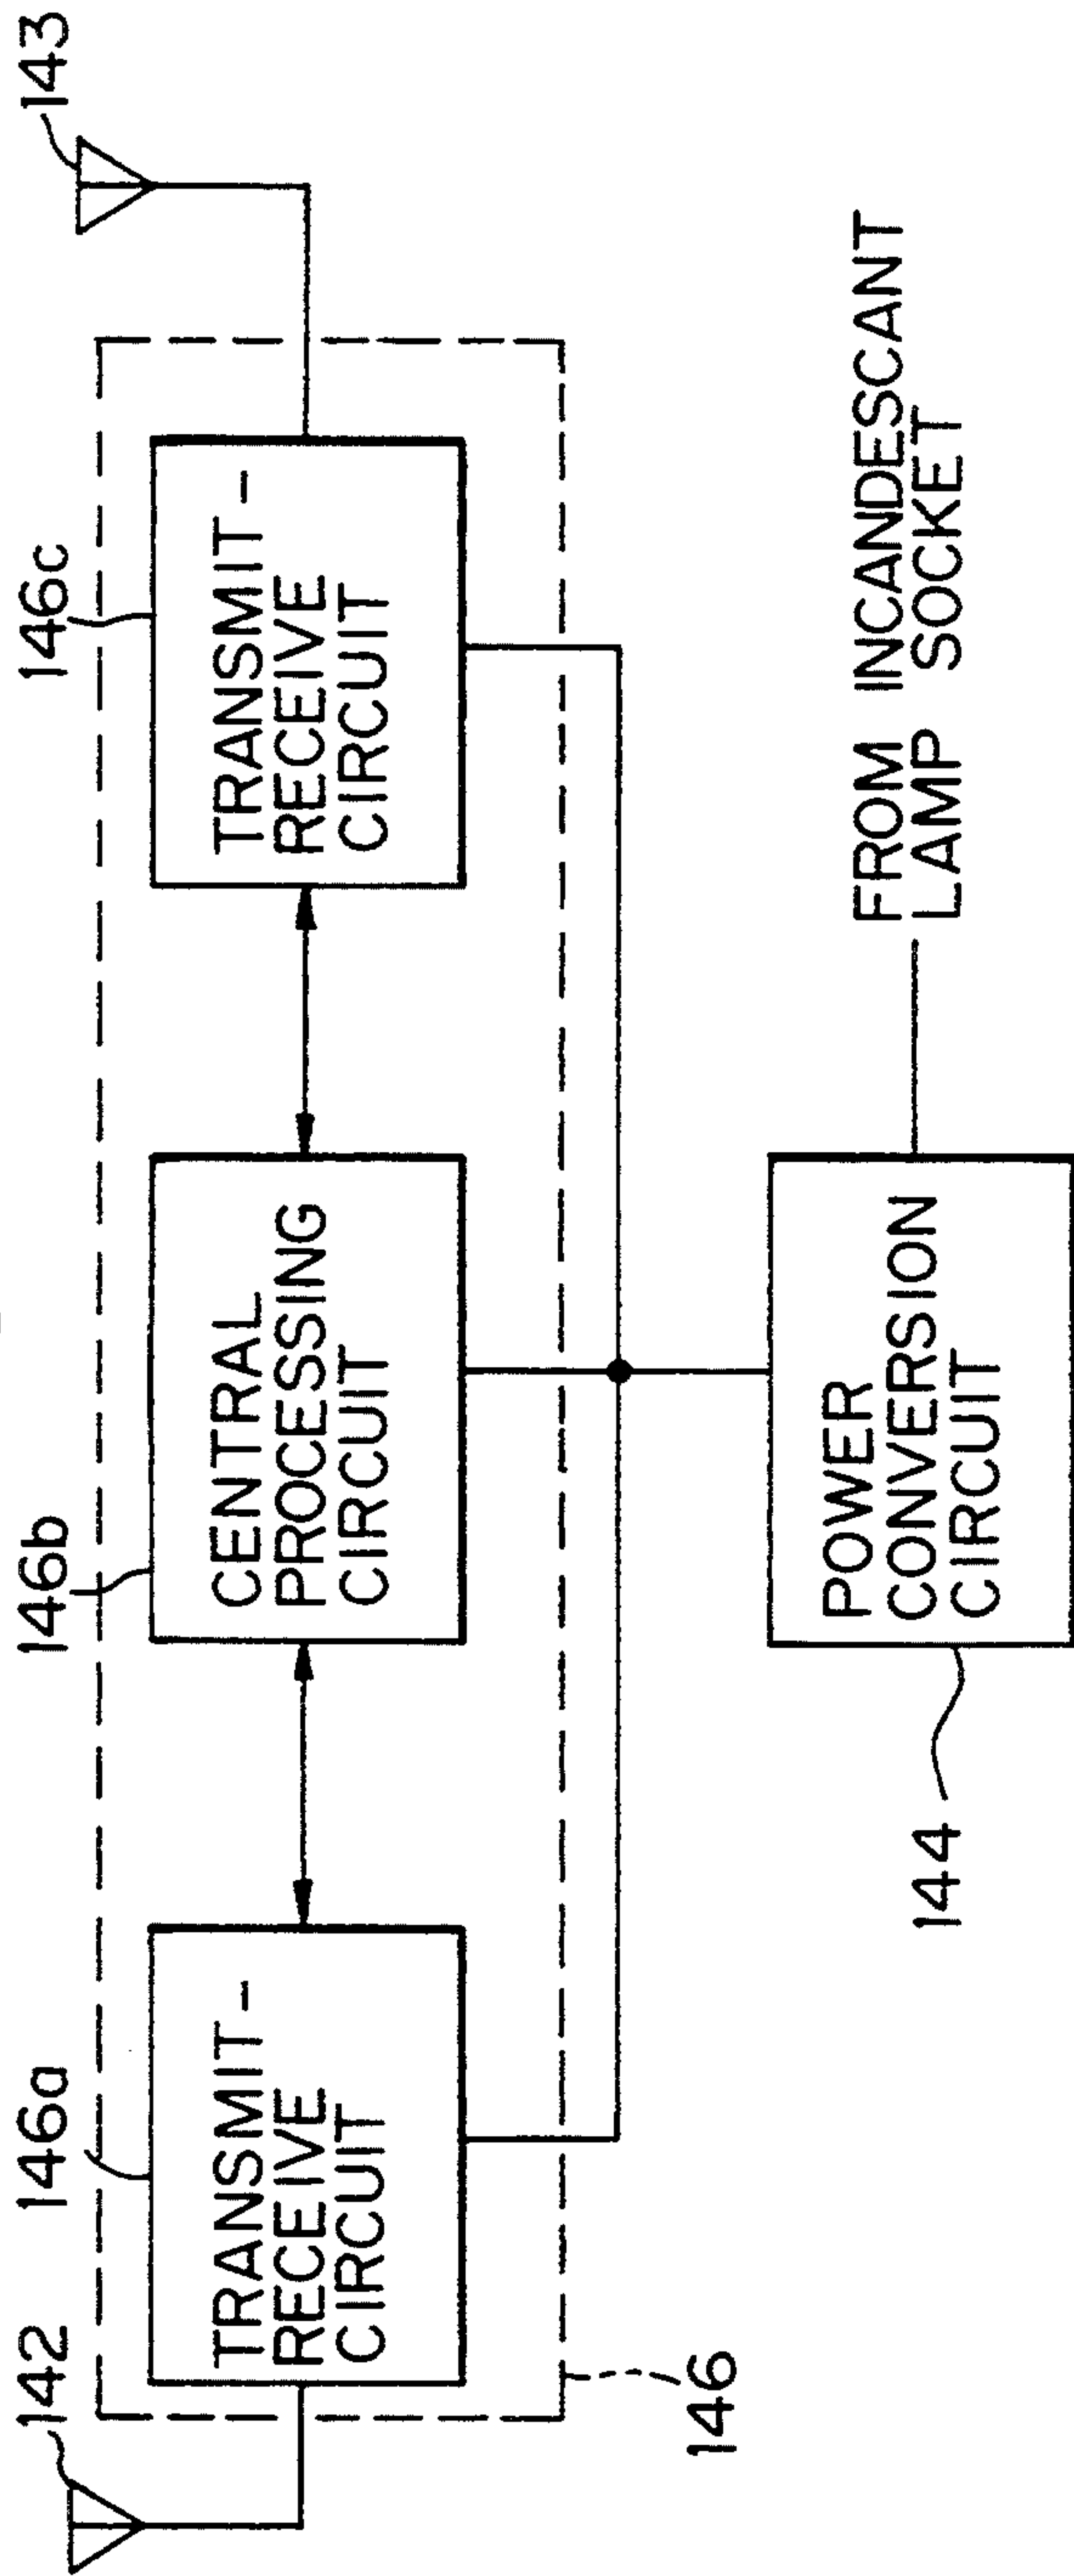 142
146a
146b
146c
143
TRANSMIT-
RECEIVE
CIRCUIT
CENTRAL
PROCESSING
CIRCUIT
TRANSMIT-
RECEIVE
CIRCUIT
146
144
POWER
CONVERSION
CIRCUIT
FROM INCANDESCANT
LAMP SOCKET